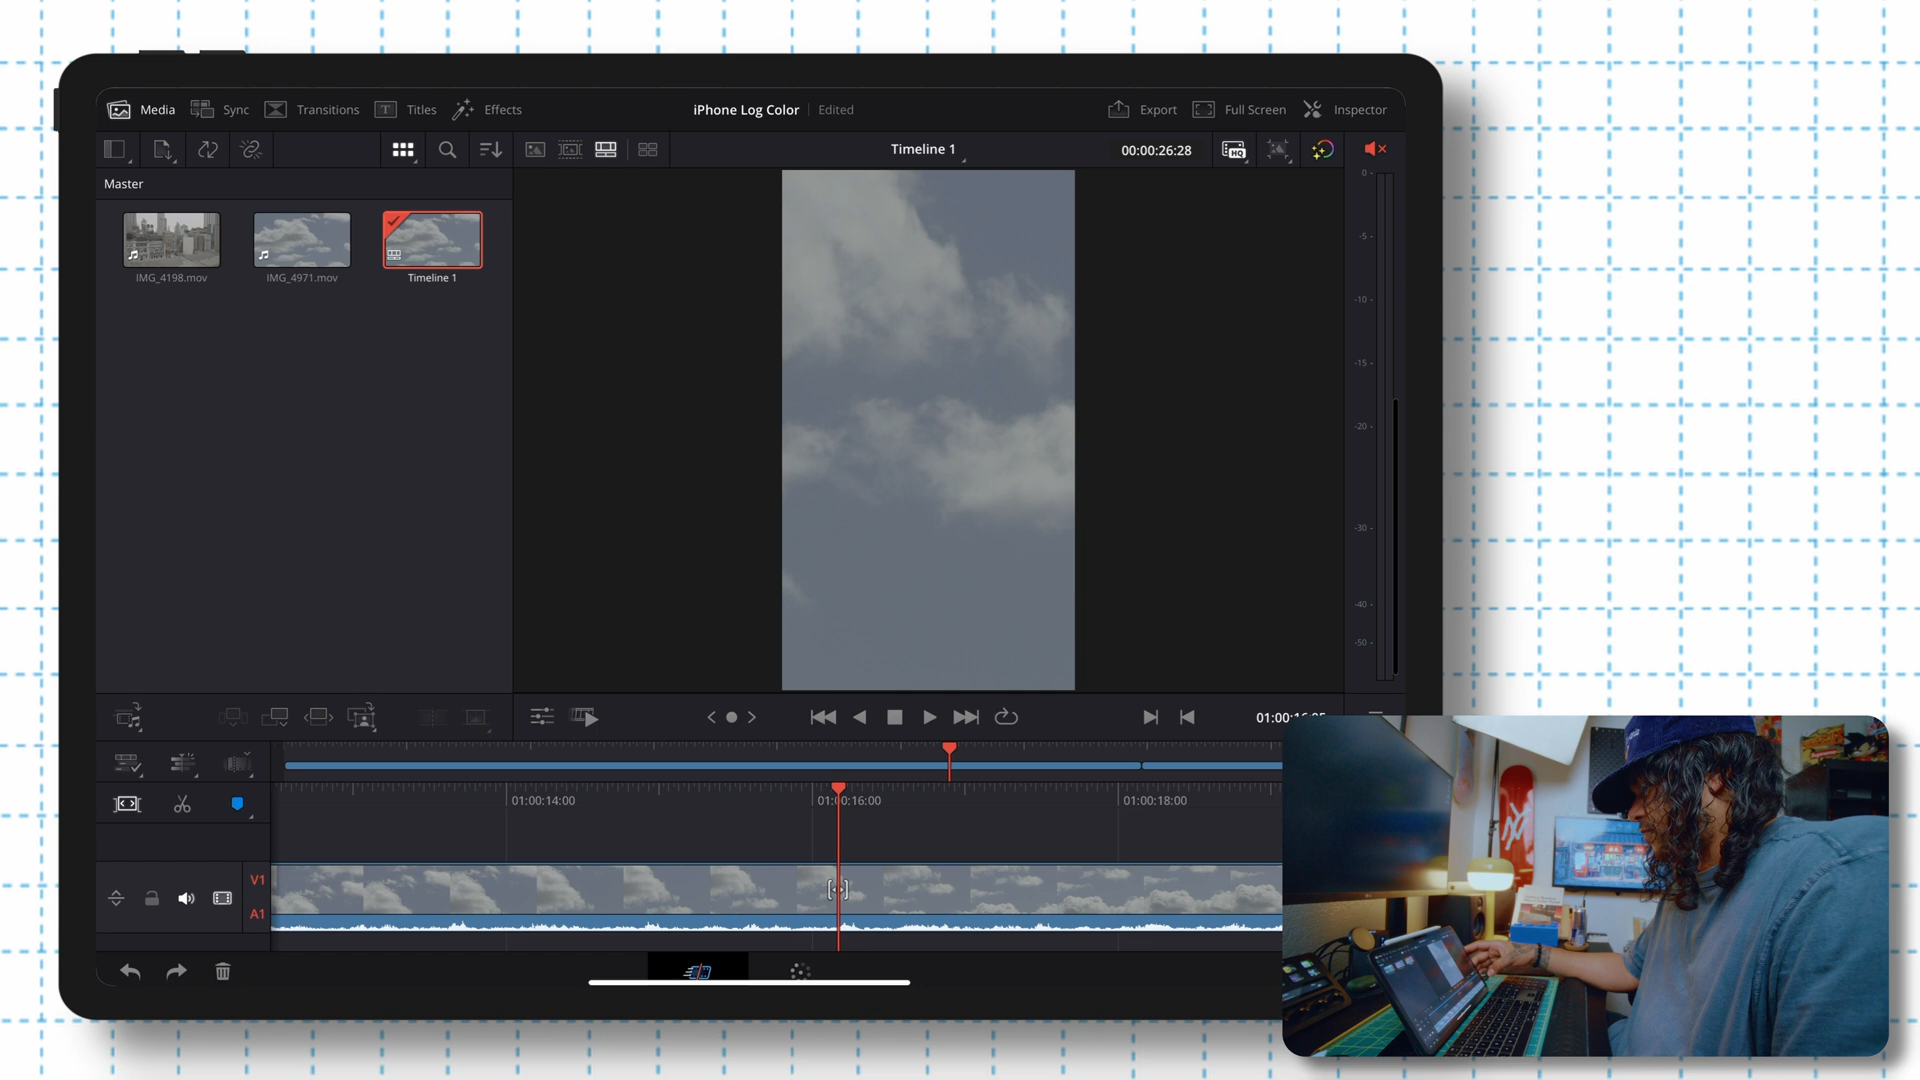 Media Sync Transitions Titles Effects iPhone Log Color Edited Export Full Screen Inspector
HQ Timeline 1 00:00:26:28
Master
IMG_4198.mov IMG_4971.mov Timeline 1
0
-5
-10
-15
-20
-30
-40
-50
01:00:14:00 01:00:16:00 01:00:18:00
V1
A1